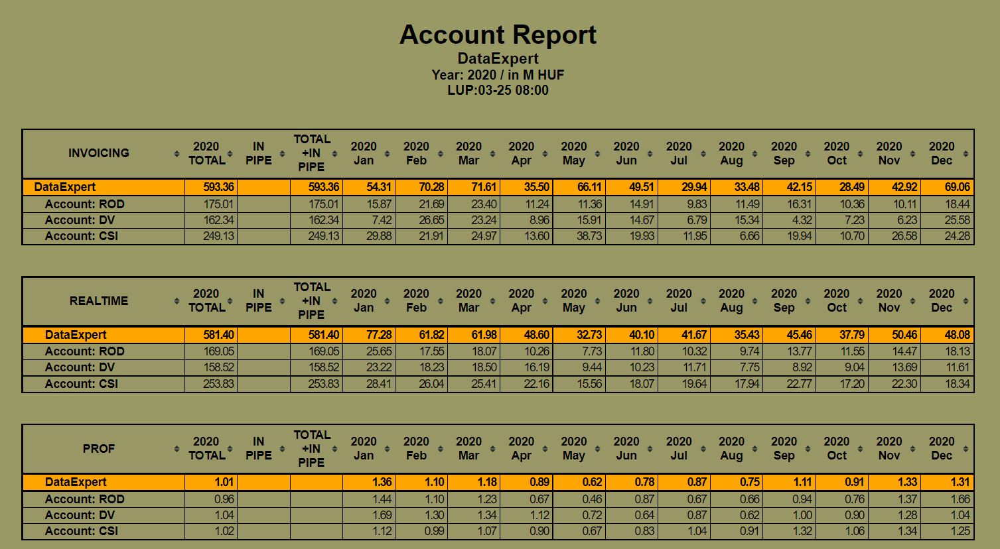 Account Report
DataExpert
Year: 2020 / in M HUF
LUP:03-25 08:00
INVOICING 2020 TOTAL IN PIPE TOTAL +IN PIPE 2020 Jan 2020 Feb 2020 Mar 2020 Apr 2020 May 2020 Jun 2020 Jul 2020 Aug 2020 Sep 2020 Oct 2020 Nov 2020 Dec
DataExpert 593.36 593.36 54.31 70.28 71.61 35.50 66.11 49.51 29.94 33.48 42.15 28.49 42.92 69.06
Account: ROD 175.01 175.01 15.87 21.69 23.40 11.24 11.36 14.91 9.83 11.49 16.31 10.36 10.11 18.44
Account: DV 162.34 162.34 7.42 26.65 23.24 8.96 15.91 14.67 6.79 15.34 4.32 7.23 6.23 25.58
Account: CSI 249.13 249.13 29.88 21.91 24.97 13.60 38.73 19.93 11.95 6.66 19.94 10.70 26.58 24.28
REALTIME 2020 TOTAL IN PIPE TOTAL +IN PIPE 2020 Jan 2020 Feb 2020 Mar 2020 Apr 2020 May 2020 Jun 2020 Jul 2020 Aug 2020 Sep 2020 Oct 2020 Nov 2020 Dec
DataExpert 581.40 581.40 77.28 61.82 61.98 48.60 32.73 40.10 41.67 35.43 45.46 37.79 50.46 48.08
Account: ROD 169.05 169.05 25.65 17.55 18.07 10.26 7.73 11.80 10.32 9.74 13.77 11.55 14.47 18.13
Account: DV 158.52 158.52 23.22 18.23 18.50 16.19 9.44 10.23 11.71 7.75 8.92 9.04 13.69 11.61
Account: CSI 253.83 253.83 28.41 26.04 25.41 22.16 15.56 18.07 19.64 17.94 22.77 17.20 22.30 18.34
PROF 2020 TOTAL IN PIPE TOTAL +IN PIPE 2020 Jan 2020 Feb 2020 Mar 2020 Apr 2020 May 2020 Jun 2020 Jul 2020 Aug 2020 Sep 2020 Oct 2020 Nov 2020 Dec
DataExpert 1.01 1.36 1.10 1.18 0.89 0.62 0.78 0.87 0.75 1.11 0.91 1.33 1.31
Account: ROD 0.96 1.44 1.10 1.23 0.67 0.46 0.87 0.67 0.66 0.94 0.76 1.37 1.66
Account: DV 1.04 1.69 1.30 1.34 1.12 0.72 0.64 0.87 0.62 1.00 0.90 1.28 1.04
Account: CSI 1.02 1.12 0.99 1.07 0.90 0.67 0.83 1.04 0.91 1.32 1.06 1.34 1.25